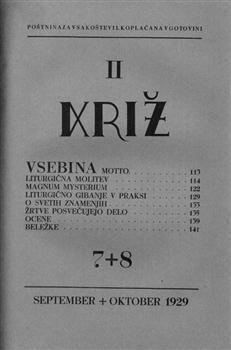 POŠTNINA ZA VSAKO ŠTEVILKO PLAČANA V GOTOVINI
II
KRIŽ
VSEBINA MOTTO. . . . . . . . . 113
LITURGIČNA MOLITEV . . . . . . . . . 114
MAGNUM MYSTERIUM . . . . . . . . . 122
LITURGIČNO GIBANJE V PRAKSI . . . . . . . . . 129
O SVETIH ZNAMENJIH . . . . . . . . . 133
ŽRTVE POSVEČUJEJO DELO . . . . . . . . . 135
OCENE . . . . . . . . . 139
BELEŽKE . . . . . . . . . 141
7+8
SEPTEMBER + OKTOBER 1929